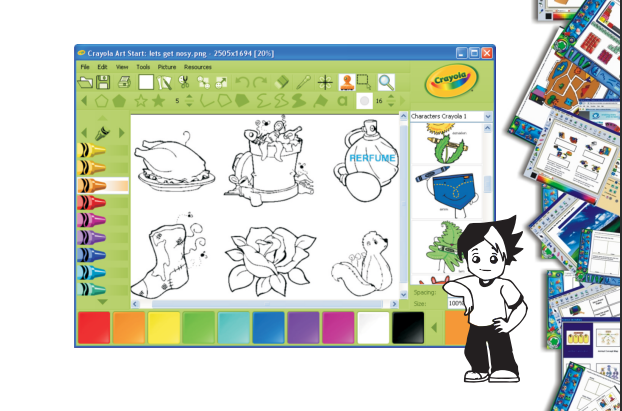 Crayola Art Start: lets get nosy.png - 2505x1694 [20%]
File Edit View Tools Picture Resources
Crayola
5
16
a
Characters Crayola 1
PERFUME
Spacing:
Size:
100%